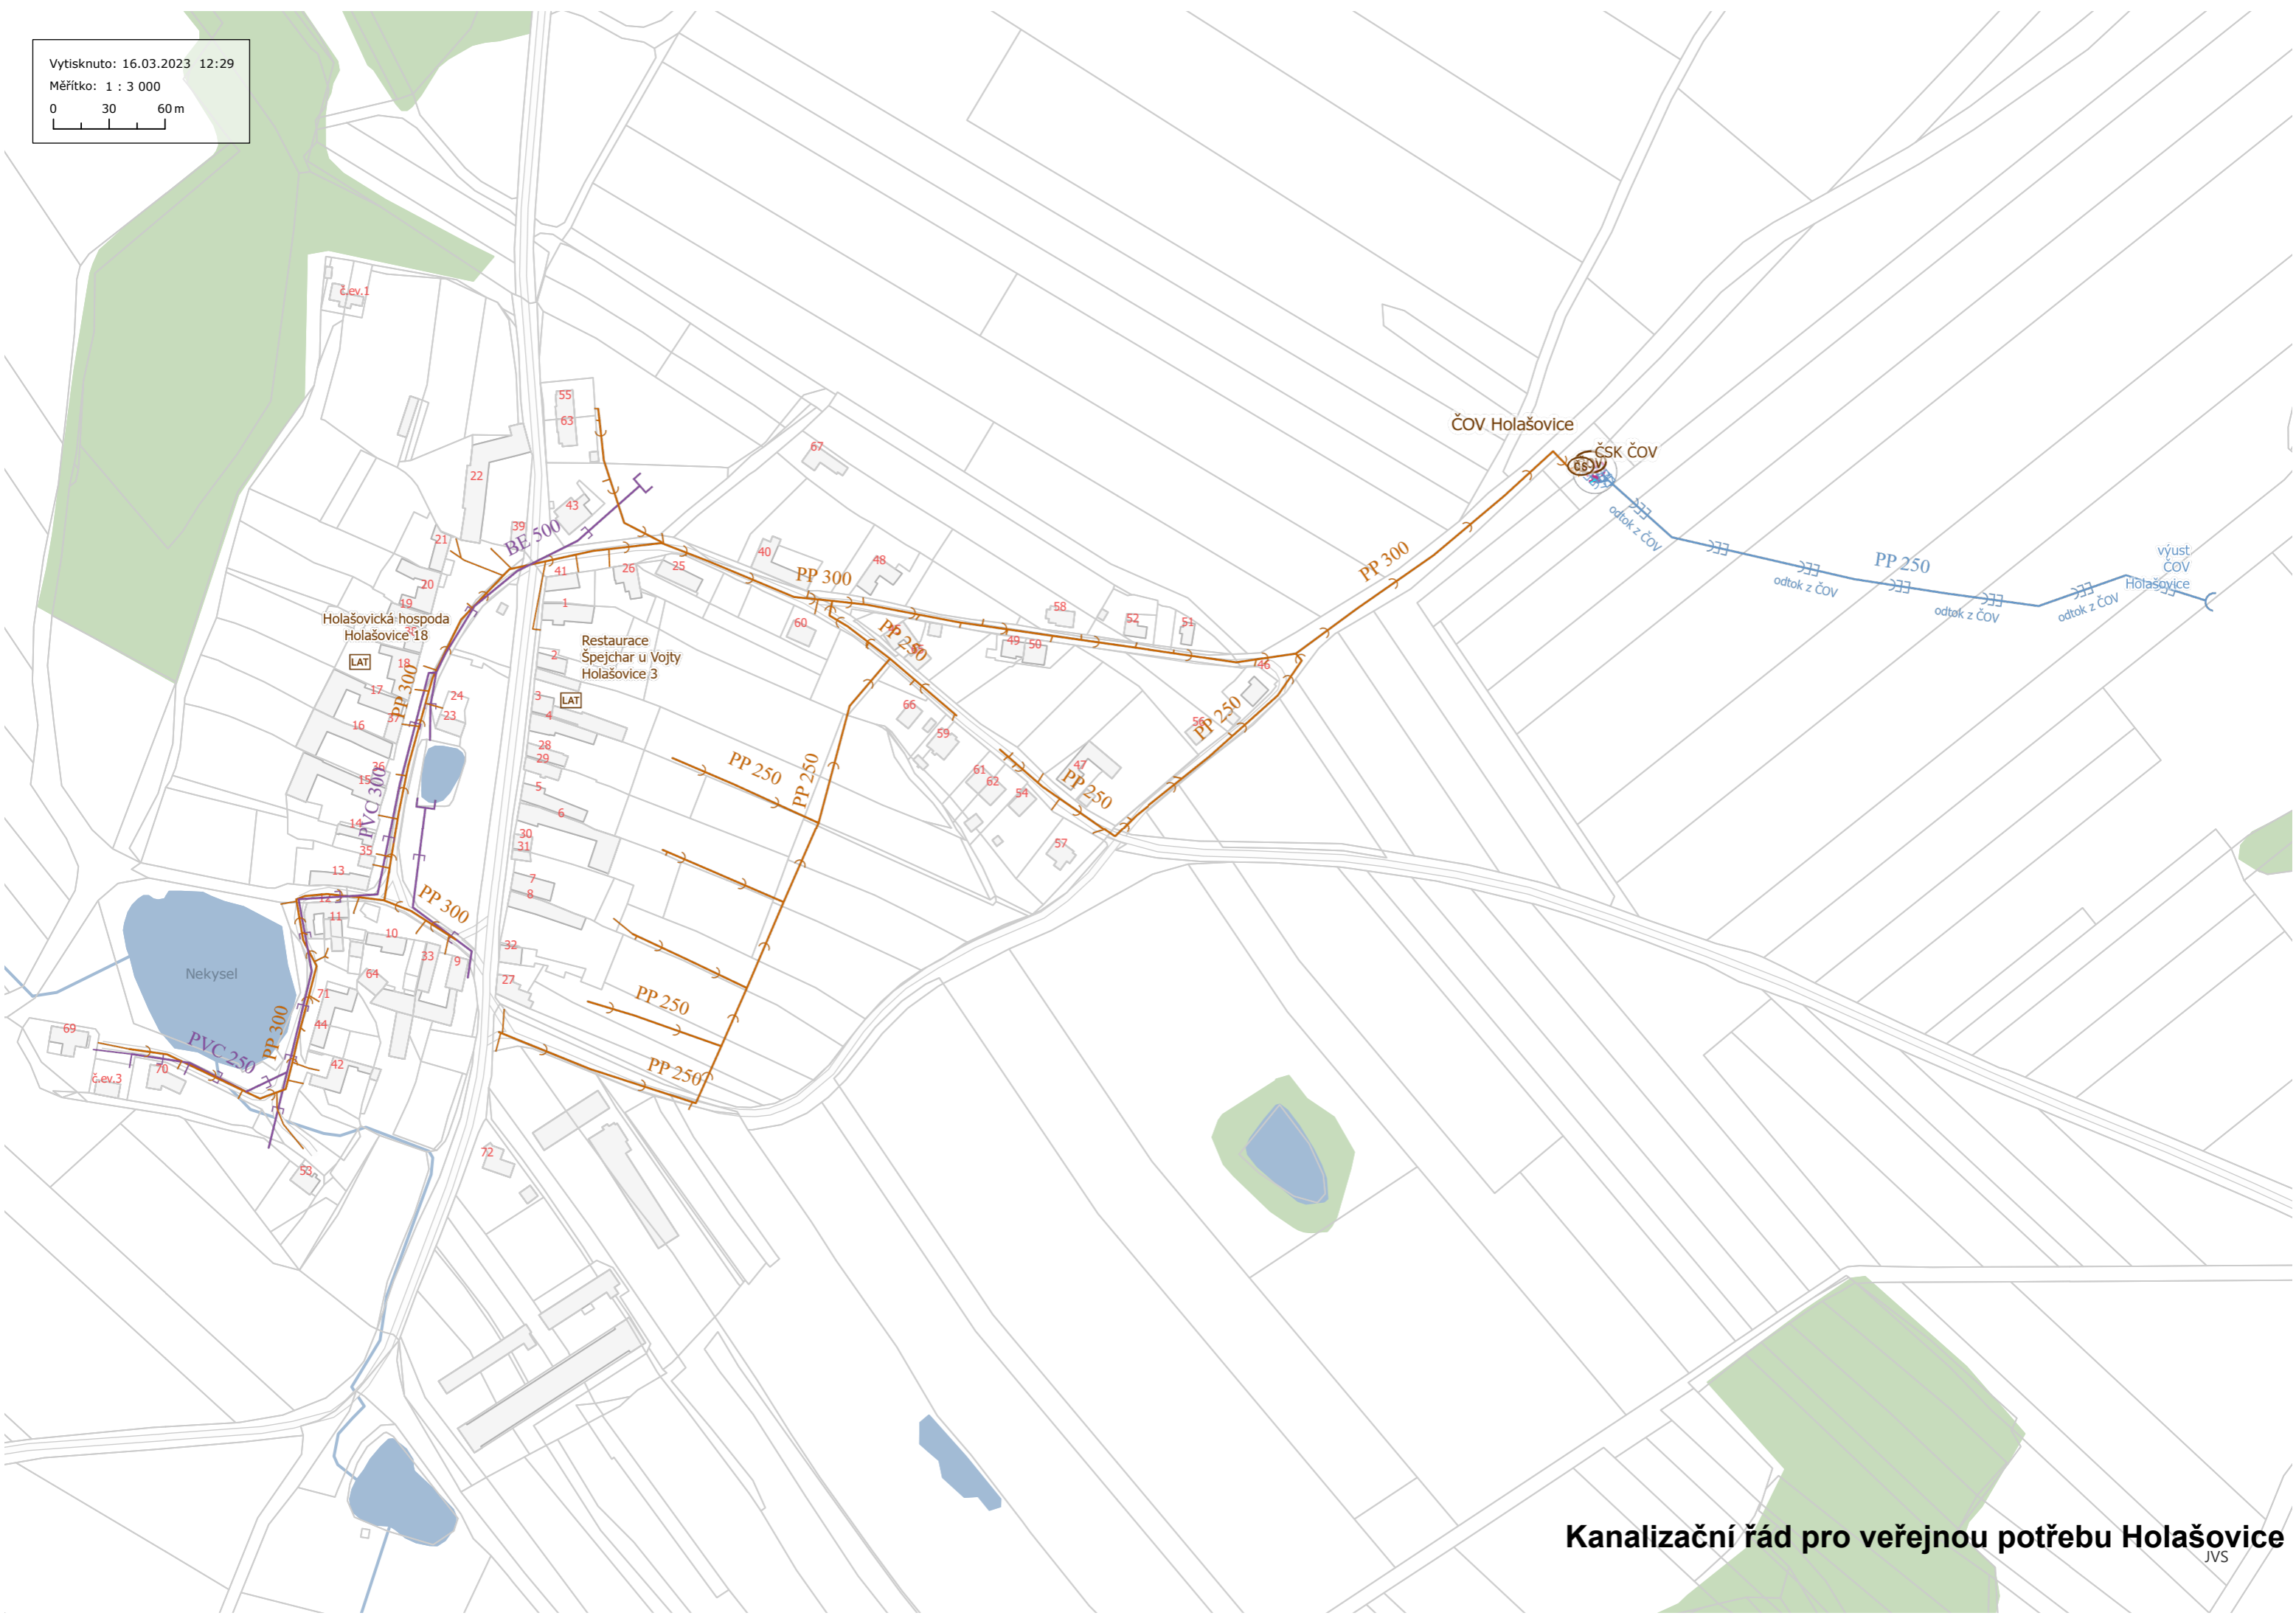 Vytisknuto: 16.03.2023 12:29
Měřítko: 1 : 3 000
0 30 60 m
č.ev.1
55
63
67
22
43
39
BE 500
21
20
19
41
1
26
25
40
PP 300
48
60
58
52
51
49
50
46
PP 250
ČOV Holašovice
ČSK ČOV
ČS
PP 300
odtok z ČOV
odtok z ČOV
PP 250
odtok z ČOV
odtok z ČOV
výust
ČOV
Holašovice
Holašovická hospoda
Holašovice 18
LAT
18
17
PP 300
37
16
24
23
Restaurace
Špejchar u Vojty
Holašovice 3
LAT
2
3
4
28
29
5
6
30
31
7
8
32
27
36
15
PVC 300
14
35
13
12
11
10
33
9
64
PP 300
Nekysel
71
44
42
PP 300
PVC 250
69
70
č.ev.3
53
72
66
59
61
62
54
57
47
56
PP 250
PP 250
PP 250
PP 250
PP 250
PP 250
Kanalizační řád pro veřejnou potřebu Holašovice
JVS